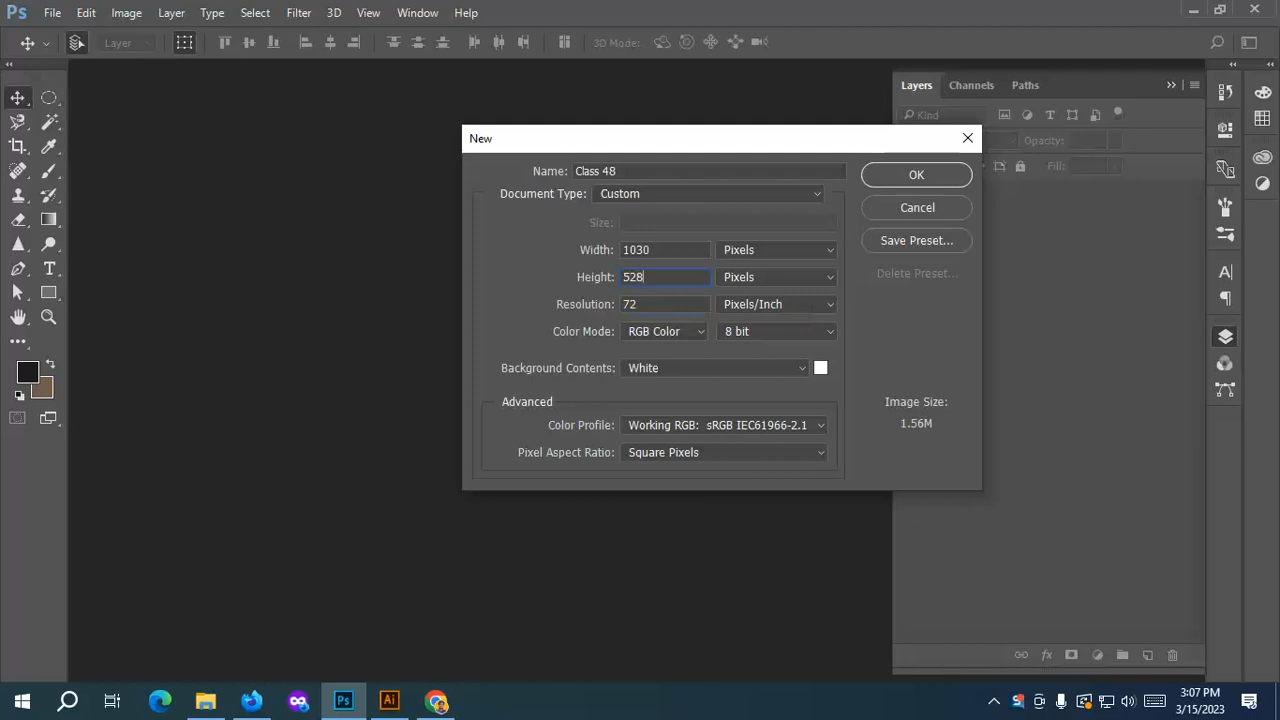 Ps File Edit Image Layer Type Select Filter 3D View Window Help
Layer 3D Mode:
Layers Channels Paths
Kind
Opacity:
Fill:
New
Name: Class 48
OK
Document Type: Custom
Cancel
Size:
Save Preset...
Width: 1030 Pixels
Delete Preset...
Height: 528 Pixels
Resolution: 72 Pixels/Inch
Color Mode: RGB Color 8 bit
Background Contents: White
Advanced
Image Size:
1.56M
Color Profile: Working RGB: sRGB IEC61966-2.1
Pixel Aspect Ratio: Square Pixels
Ps Ai
3:07 PM
3/15/2023